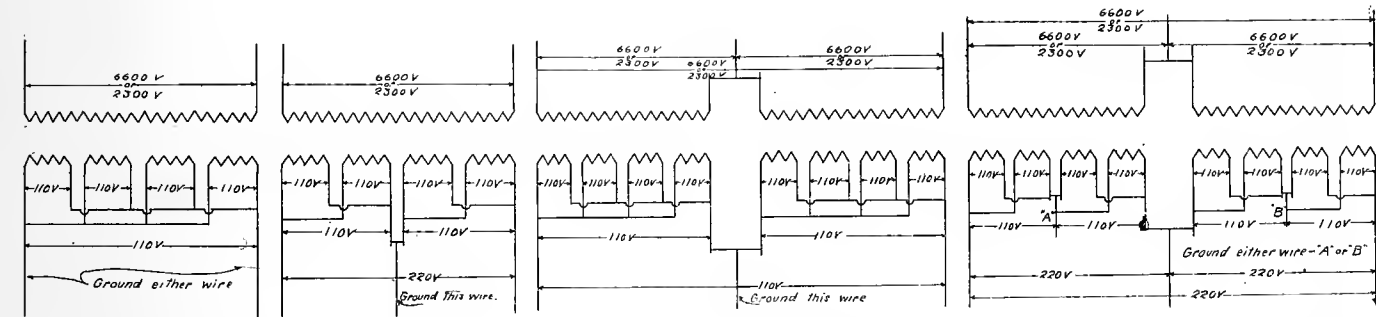 6600V
or
2300V
110V 110V 110V 110V
110V
Ground either wire
6600V
or
2300V
110V 110V 110V 110V
110V 110V
220V
Ground This wire.
6600V 6600V
or or
2300V 2300V
6600V
or
2300V
110V 110V 110V 110V 110V 110V 110V 110V
110V 110V
110V
Ground this wire
6600V
or
2300V
6600V 6600V
or or
2300V 2300V
110V 110V 110V 110V 110V 110V 110V 110V
"A" "B"
110V 110V 110V 110V
Ground either wire-"A" or "B"
220V 220V
220V